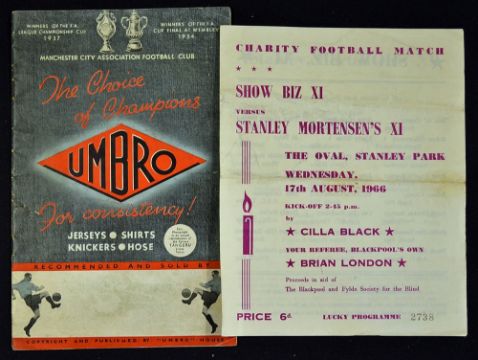 WINNERS OF THE F.A.
LEAGUE CHAMPIONSHIP CUP
1937
WINNERS OF THE F.A.
CUP FINAL AT WEMBLEY
1934
MANCHESTER CITY ASSOCIATION FOOTBALL CLUB
The Choice
of Champions
UMBRO
For consistency!
JERSEYS ● SHIRTS
KNICKERS ● HOSE
RECOMMENDED AND SOLD BY
COPYRIGHT AND PUBLISHED BY "UMBRO" HOUSE
CHARITY FOOTBALL MATCH
★ ★ ★
SHOW BIZ XI
VERSUS
STANLEY MORTENSEN'S XI
THE OVAL, STANLEY PARK
WEDNESDAY,
17th AUGUST, 1966
KICK-OFF 2-45 p.m.
by
★ CILLA BLACK ★
YOUR REFEREE, BLACKPOOL'S OWN
★ BRIAN LONDON ★
Proceeds in aid of
The Blackpool and Fylde Society for the Blind
PRICE 6d.
LUCKY PROGRAMME 2738